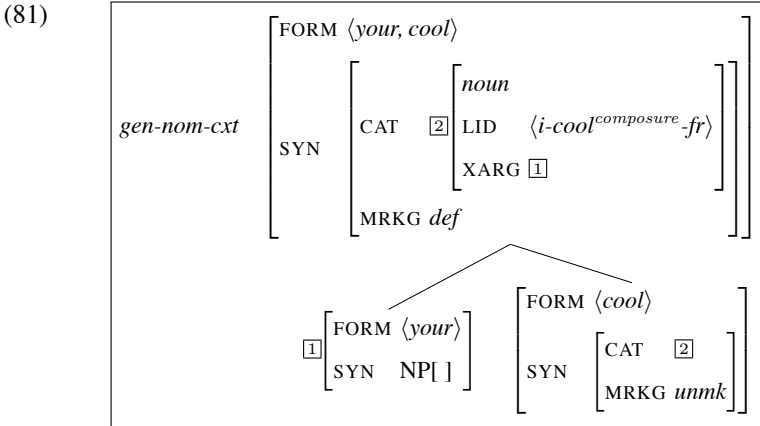 (81)
FORM ⟨your, cool⟩
noun
gen-nom-cxt SYN CAT 2 LID ⟨i-cool^composure-fr⟩
XARG 1
MRKG def
FORM ⟨cool⟩
1 FORM ⟨your⟩
SYN NP[ ]
CAT 2
SYN
MRKG unmk